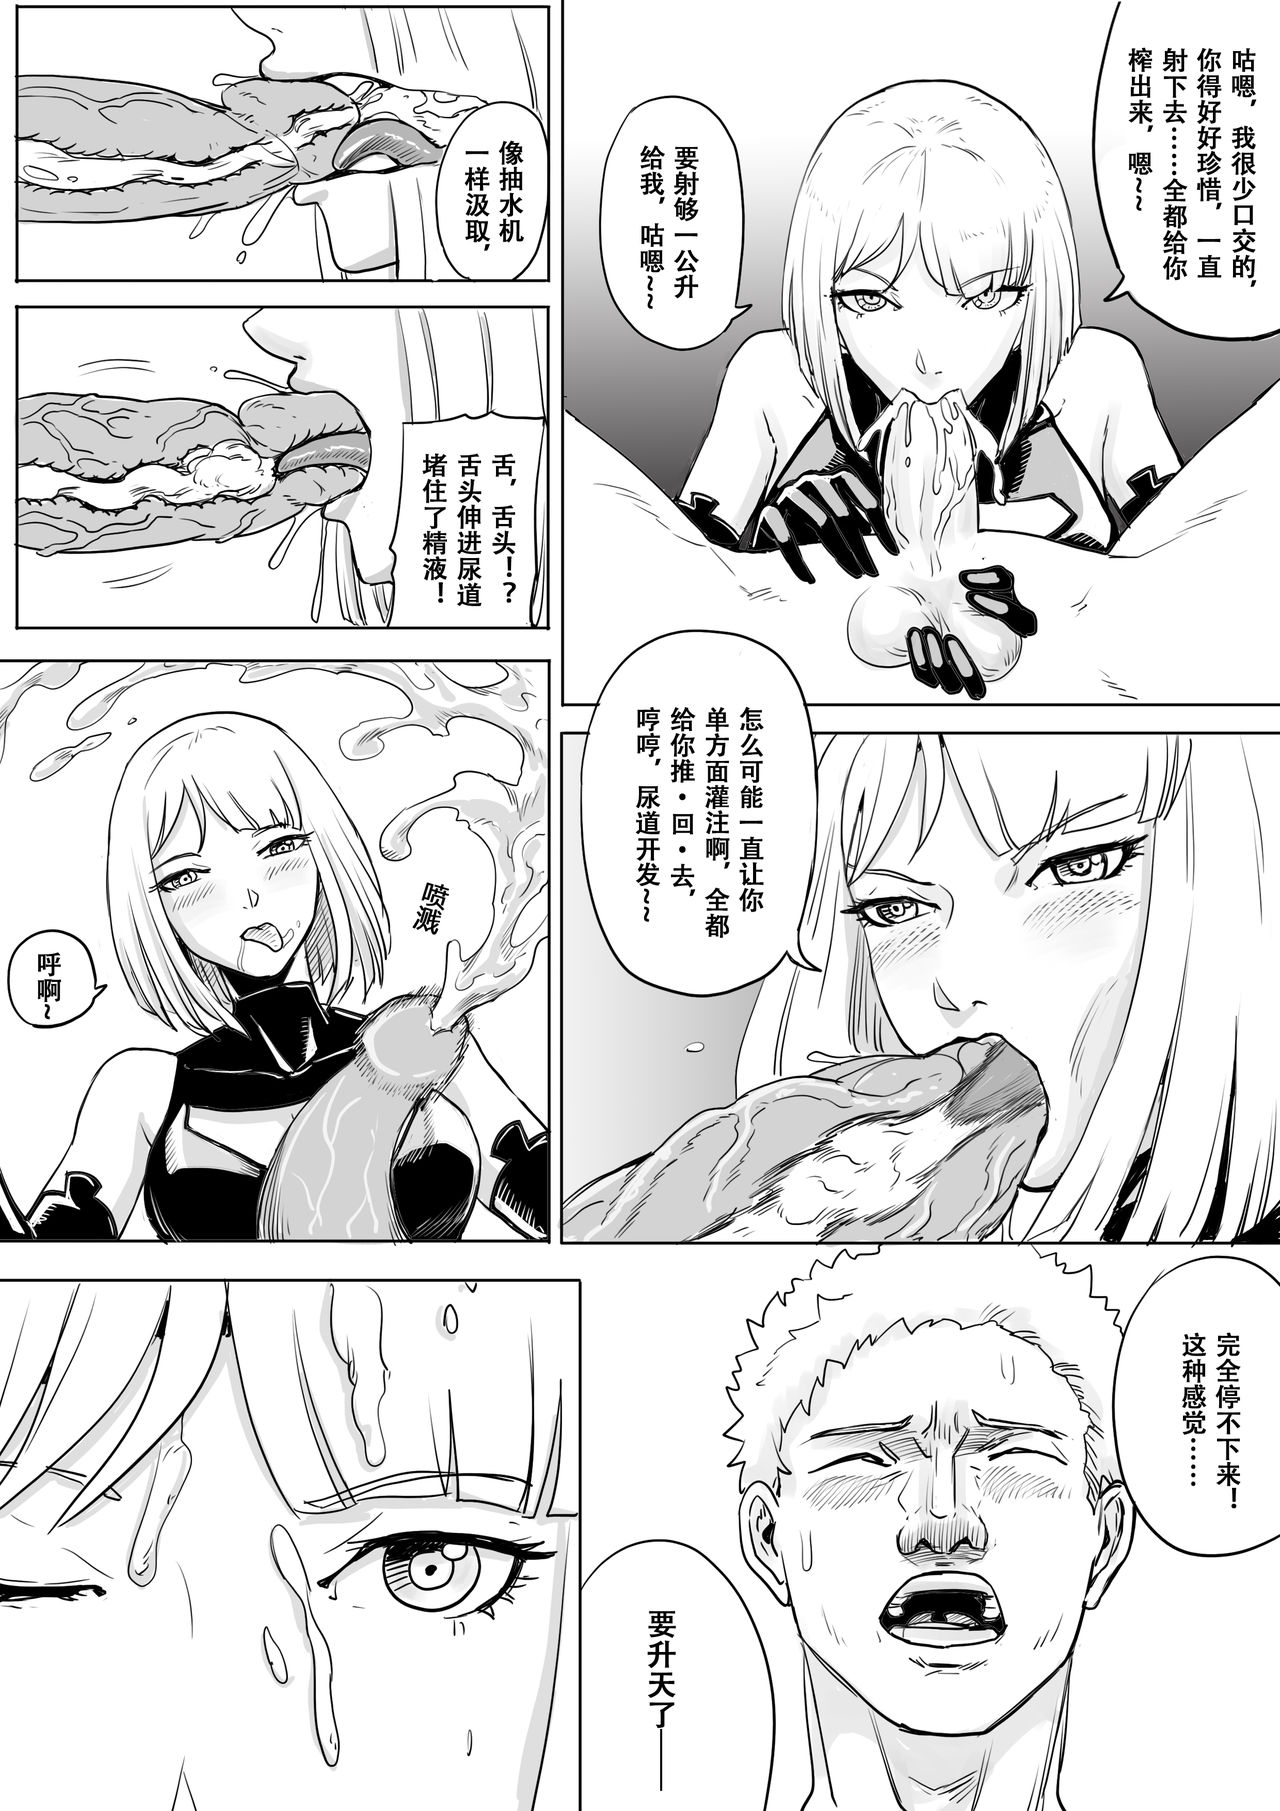 咕嗯，我很少口交的，
你得好好珍惜，一直
射下去……全都给你
榨出来，嗯~~
要射够一公升
给我，咕嗯~~
像抽水机
一样汲取，
舌，舌头！？
舌头伸进尿道
堵住了精液！
怎么可能一直让你
单方面灌注啊，全都
给你推·回·去，
哼哼，尿道开发~~
喷溅
呼啊~
完全停不下来！
这种感觉……
要升天了——